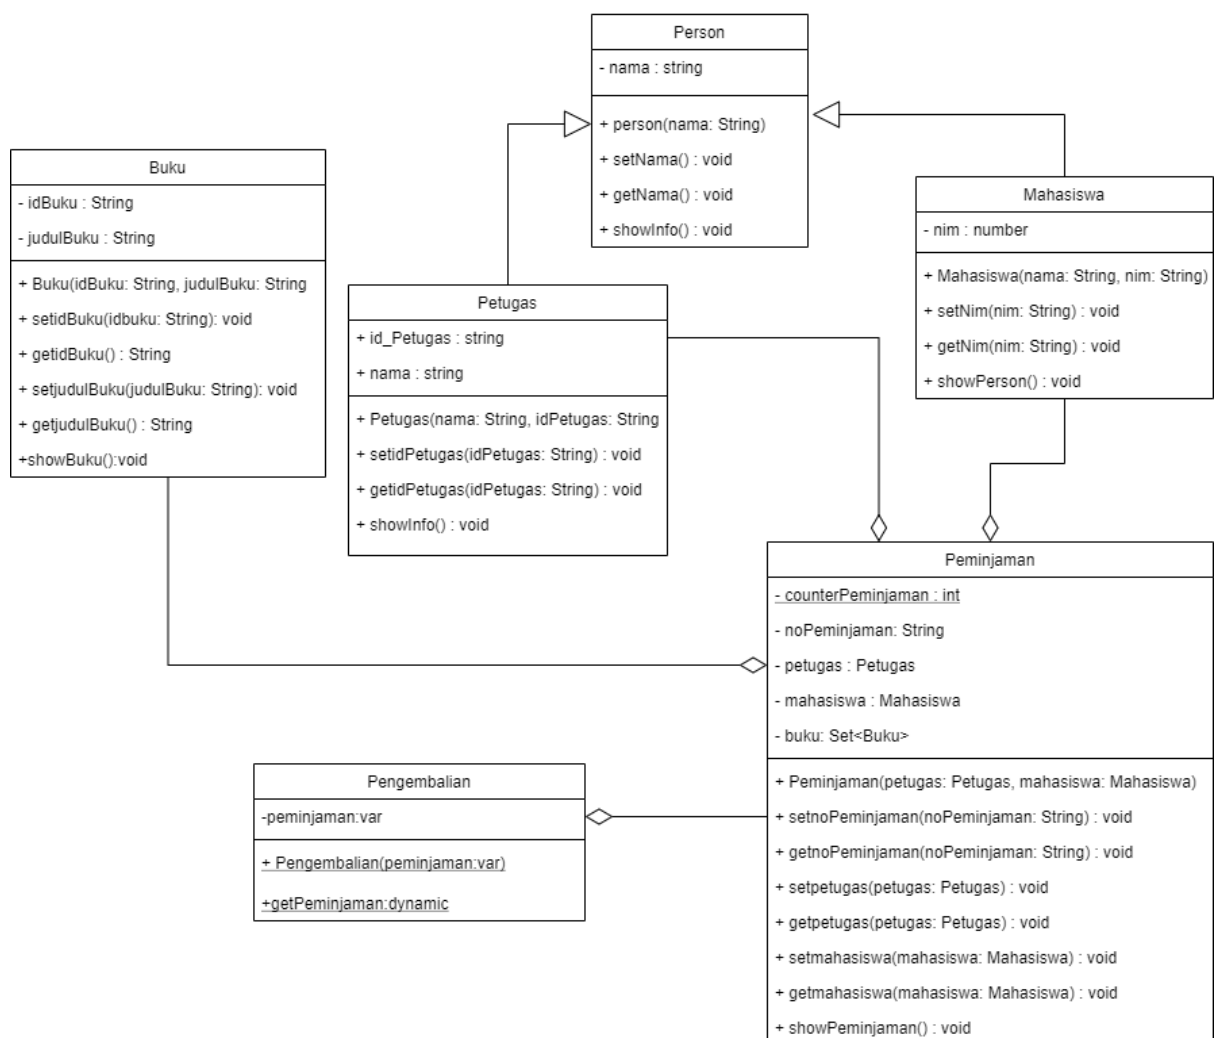 Person
- nama : string
+ person(nama: String)
+ setNama() : void
+ getNama() : void
+ showInfo() : void
Buku
- idBuku : String
- judulBuku : String
+ Buku(idBuku: String, judulBuku: String
+ setidBuku(idbuku: String): void
+ getidBuku() : String
+ setjudulBuku(judulBuku: String): void
+ getjudulBuku() : String
+showBuku():void
Mahasiswa
- nim : number
+ Mahasiswa(nama: String, nim: String)
+ setNim(nim: String) : void
+ getNim(nim: String) : void
+ showPerson() : void
Petugas
+ id_Petugas : string
+ nama : string
+ Petugas(nama: String, idPetugas: String
+ setidPetugas(idPetugas: String) : void
+ getidPetugas(idPetugas: String) : void
+ showInfo() : void
Peminjaman
- counterPeminjaman : int
- noPeminjaman: String
- petugas : Petugas
- mahasiswa : Mahasiswa
- buku: Set<Buku>
+ Peminjaman(petugas: Petugas, mahasiswa: Mahasiswa)
+ setnoPeminjaman(noPeminjaman: String) : void
+ getnoPeminjaman(noPeminjaman: String) : void
+ setpetugas(petugas: Petugas) : void
+ getpetugas(petugas: Petugas) : void
+ setmahasiswa(mahasiswa: Mahasiswa) : void
+ getmahasiswa(mahasiswa: Mahasiswa) : void
+ showPeminjaman() : void
Pengembalian
-peminjaman:var
+ Pengembalian(peminjaman:var)
+getPeminjaman:dynamic